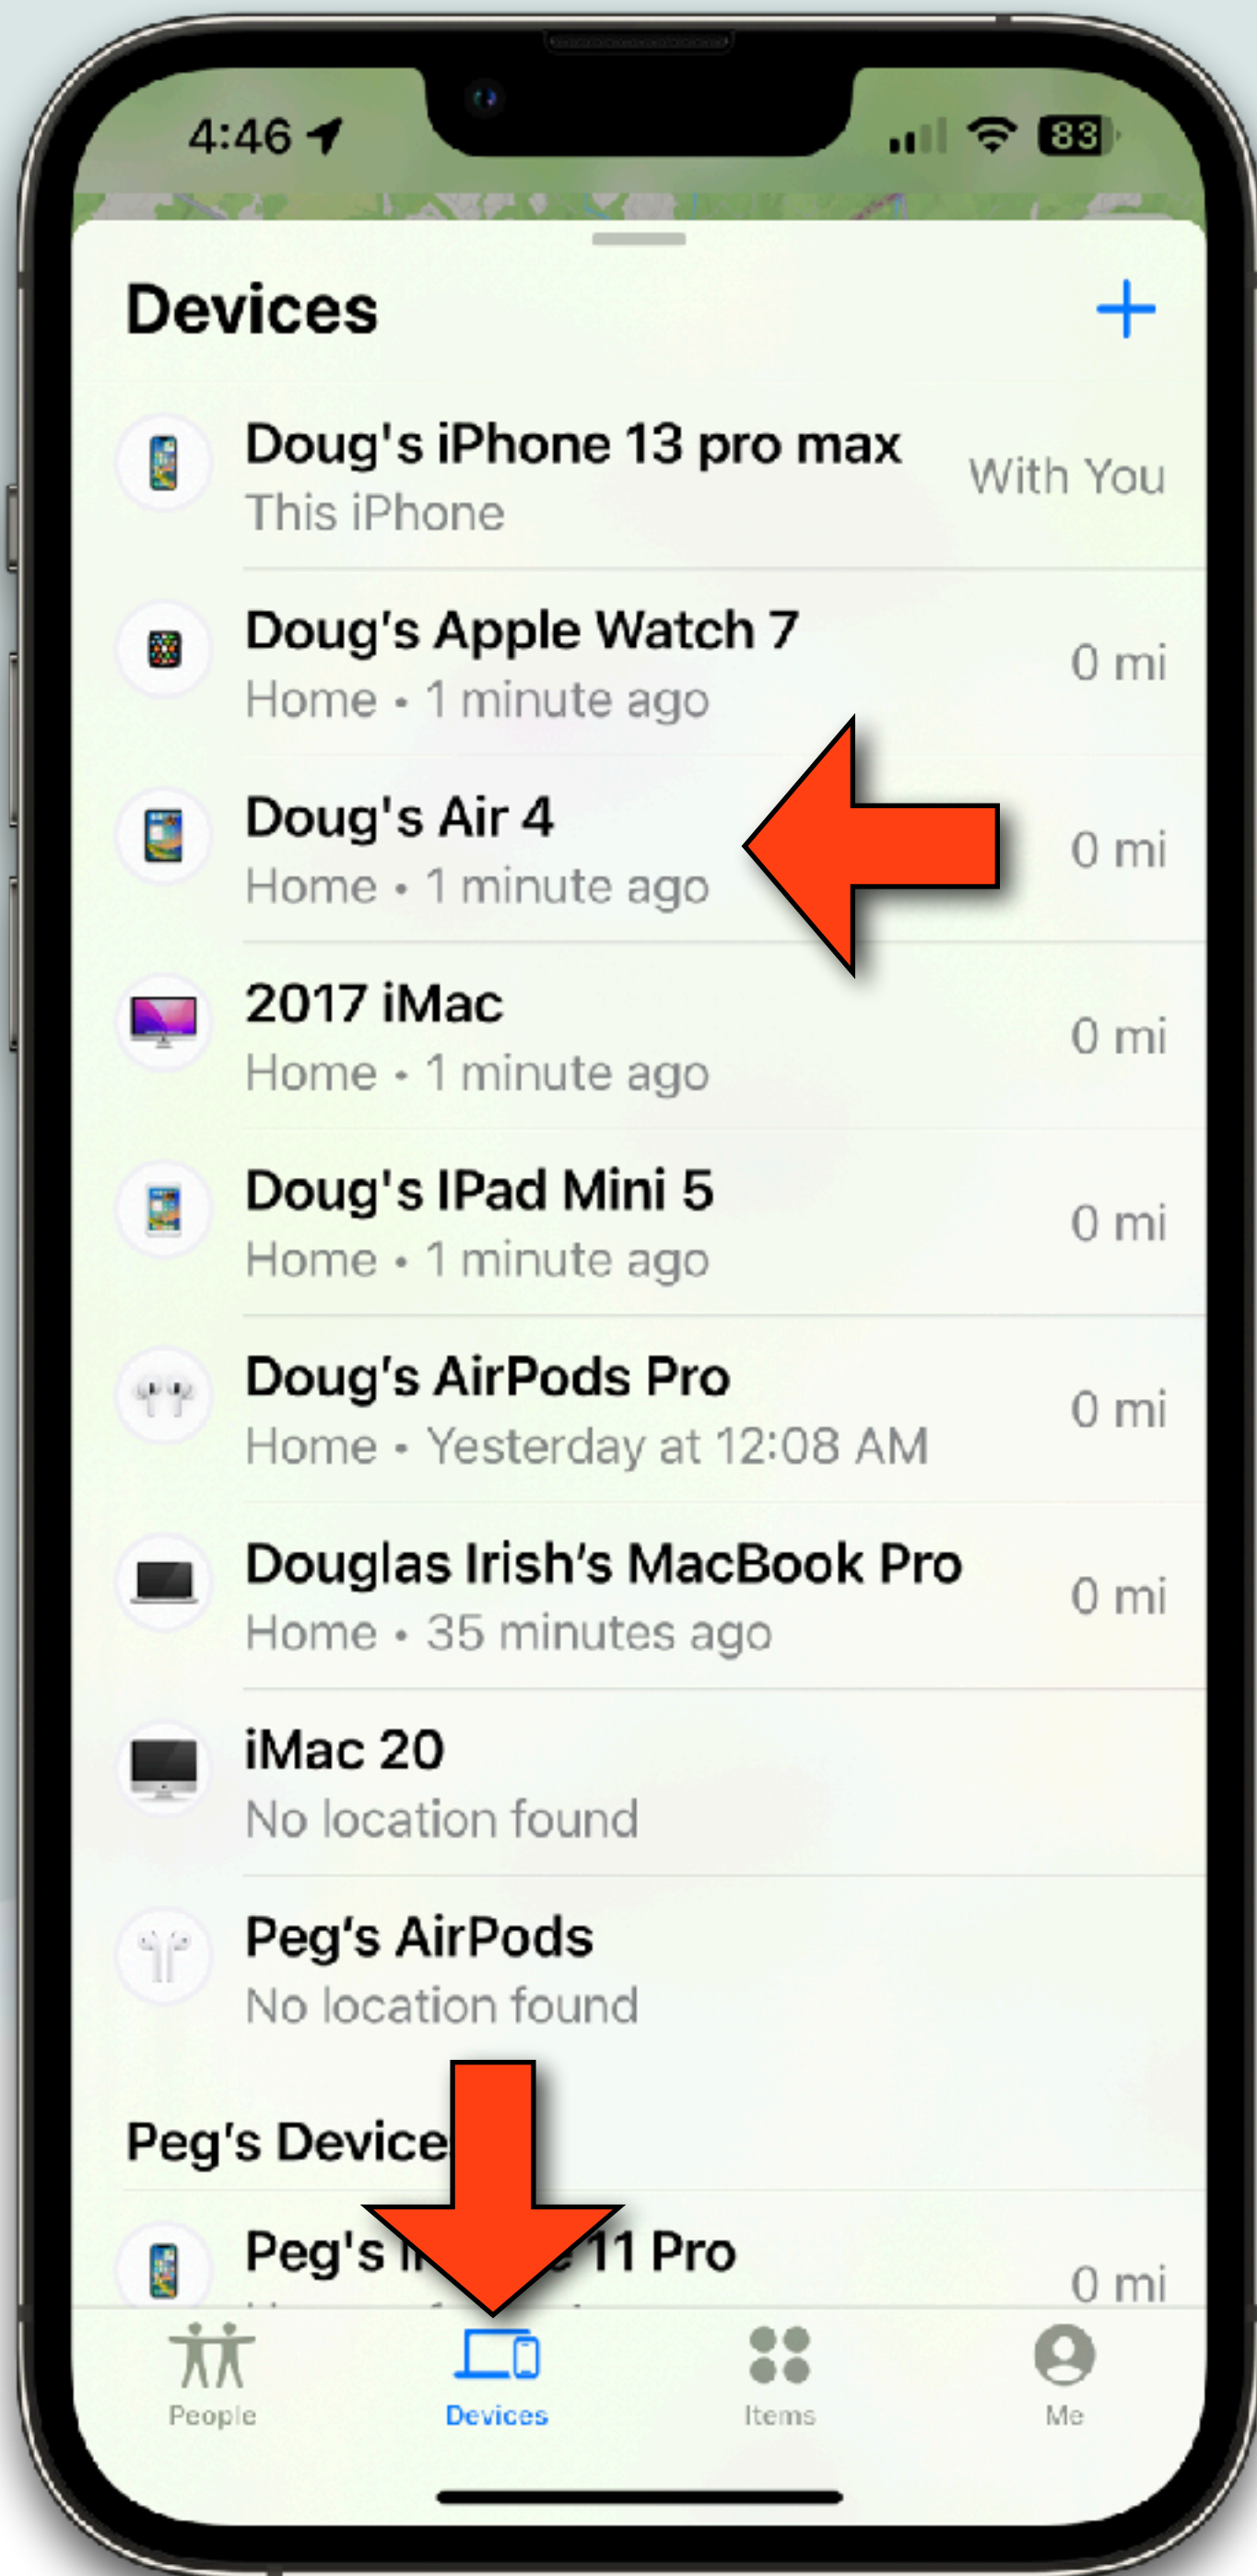 4:46
83
Devices
Doug's iPhone 13 pro max
This iPhone
With You
Doug’s Apple Watch 7
Home • 1 minute ago
0 mi
Doug's Air 4
Home • 1 minute ago
0 mi
2017 iMac
Home • 1 minute ago
0 mi
Doug's IPad Mini 5
Home • 1 minute ago
0 mi
Doug’s AirPods Pro
Home • Yesterday at 12:08 AM
0 mi
Douglas Irish’s MacBook Pro
Home • 35 minutes ago
0 mi
iMac 20
No location found
Peg’s AirPods
No location found
Peg’s Device
Peg's 11 Pro
0 mi
People
Devices
Items
Me